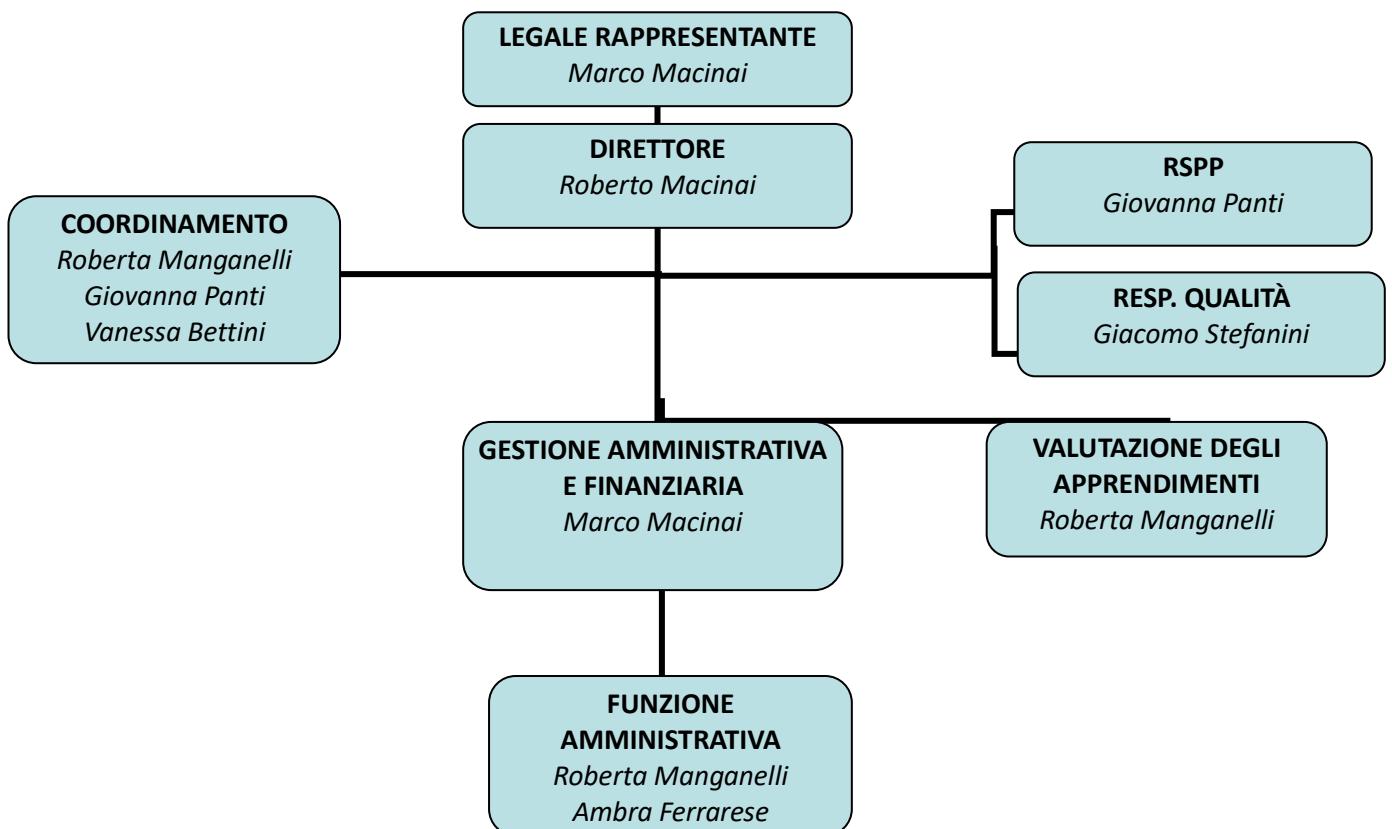 LEGALE RAPPRESENTANTE
Marco Macinai
DIRETTORE
Roberto Macinai
RSPP
Giovanna Panti
COORDINAMENTO
Roberta Manganelli
Giovanna Panti
Vanessa Bettini
RESP. QUALITÀ
Giacomo Stefanini
GESTIONE AMMINISTRATIVA
E FINANZIARIA
Marco Macinai
VALUTAZIONE DEGLI
APPRENDIMENTI
Roberta Manganelli
FUNZIONE
AMMINISTRATIVA
Roberta Manganelli
Ambra Ferrarese